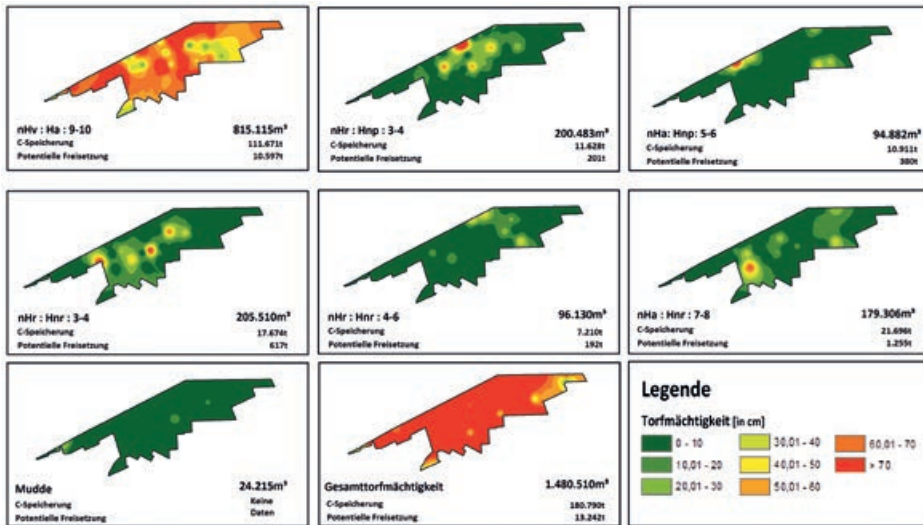 nHv : Ha : 9-10 815.115m³
C-Speicherung 111.671t
Potentielle Freisetzung 10.597t
nHr : Hnp : 3-4 200.483m³
C-Speicherung 11.628t
Potentielle Freisetzung 201t
nHa: Hnp: 5-6 94.882m³
C-Speicherung 10.911t
Potentielle Freisetzung 380t
nHr : Hnr : 3-4 205.510m³
C-Speicherung 17.674t
Potentielle Freisetzung 617t
nHr : Hnr : 4-6 96.130m³
C-Speicherung 7.210t
Potentielle Freisetzung 192t
nHa : Hnr : 7-8 179.306m³
C-Speicherung 21.696t
Potentielle Freisetzung 1.255t
Mudde 24.215m³
C-Speicherung Keine
Potentielle Freisetzung Daten
Gesamttorfmächtigkeit 1.480.510m³
C-Speicherung 180.790t
Potentielle Freisetzung 13.242t
Legende
Torfmächtigkeit [in cm]
0 - 10 30,01 - 40 60,01 - 70
10,01 - 20 40,01 - 50 > 70
20,01 - 30 50,01 - 60